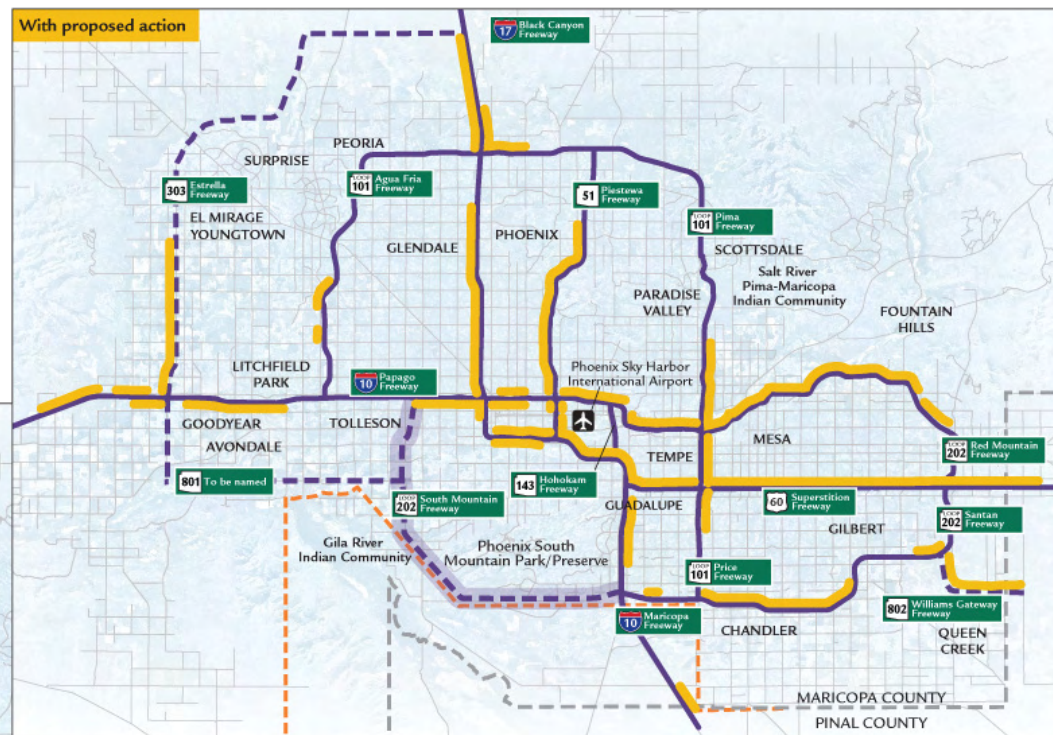 With proposed action
17 Black Canyon
Freeway
PEORIA
SURPRISE
303 Estrella
Freeway
LOOP
101 Agua Fria
Freeway
51 Piestewa
Freeway
LOOP
101 Pima
Freeway
EL MIRAGE
YOUNGTOWN
GLENDALE
PHOENIX
SCOTTSDALE
Salt River
Pima-Maricopa
Indian Community
PARADISE
VALLEY
FOUNTAIN
HILLS
LITCHFIELD
PARK
10 Papago
Freeway
Phoenix Sky Harbor
International Airport
GOODYEAR
AVONDALE
TOLLESON
MESA
TEMPE
LOOP
202 Red Mountain
Freeway
801 To be named
LOOP
202 South Mountain
Freeway
143 Hohokam
Freeway
GUADALUPE
60 Superstition
Freeway
GILBERT
LOOP
202 Santan
Freeway
Gila River
Indian Community
Phoenix South
Mountain Park/Preserve
LOOP
101 Price
Freeway
10 Maricopa
Freeway
CHANDLER
802 Williams Gateway
Freeway
QUEEN
CREEK
MARICOPA COUNTY
PINAL COUNTY